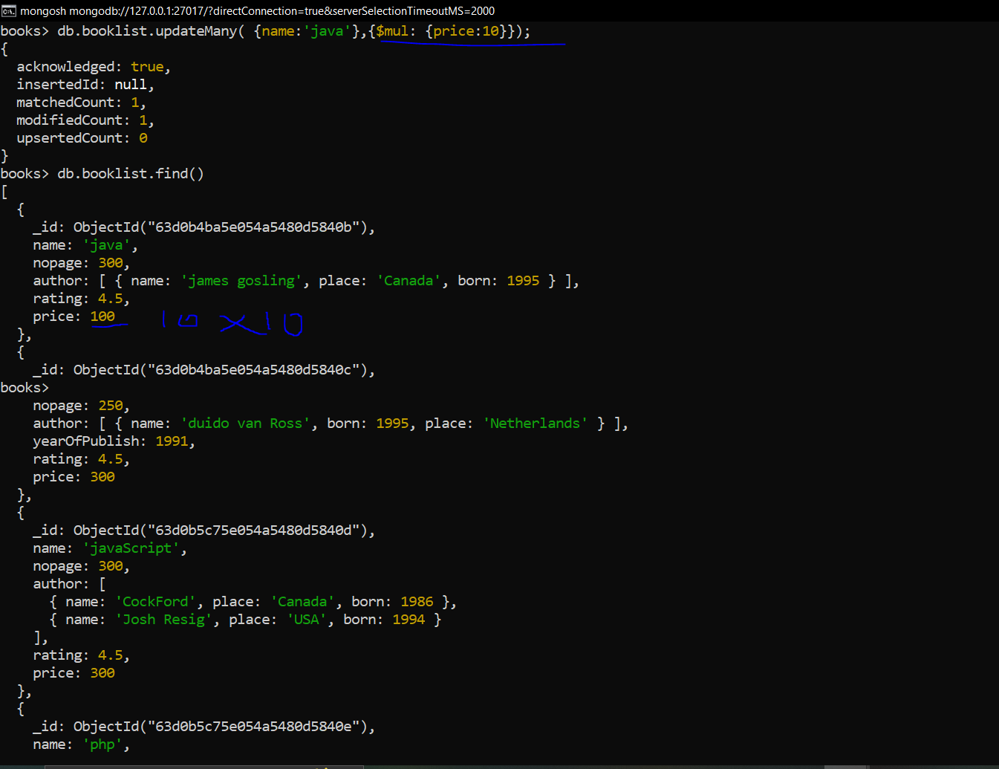 mongosh mongodb://127.0.0.1:27017/?directConnection=true&serverSelectionTimeoutMS=2000
books> db.booklist.updateMany( {name:'java'},{$mul: {price:10}});
{
  acknowledged: true,
  insertedId: null,
  matchedCount: 1,
  modifiedCount: 1,
  upsertedCount: 0
}
books> db.booklist.find()
[
  {
    _id: ObjectId("63d0b4ba5e054a5480d5840b"),
    name: 'java',
    nopage: 300,
    author: [ { name: 'james gosling', place: 'Canada', born: 1995 } ],
    rating: 4.5,
    price: 100 10 x 10
  },
  {
    _id: ObjectId("63d0b4ba5e054a5480d5840c"),
books>
    nopage: 250,
    author: [ { name: 'duido van Ross', born: 1995, place: 'Netherlands' } ],
    yearOfPublish: 1991,
    rating: 4.5,
    price: 300
  },
  {
    _id: ObjectId("63d0b5c75e054a5480d5840d"),
    name: 'javaScript',
    nopage: 300,
    author: [
      { name: 'CockFord', place: 'Canada', born: 1986 },
      { name: 'Josh Resig', place: 'USA', born: 1994 }
    ],
    rating: 4.5,
    price: 300
  },
  {
    _id: ObjectId("63d0b5c75e054a5480d5840e"),
    name: 'php',